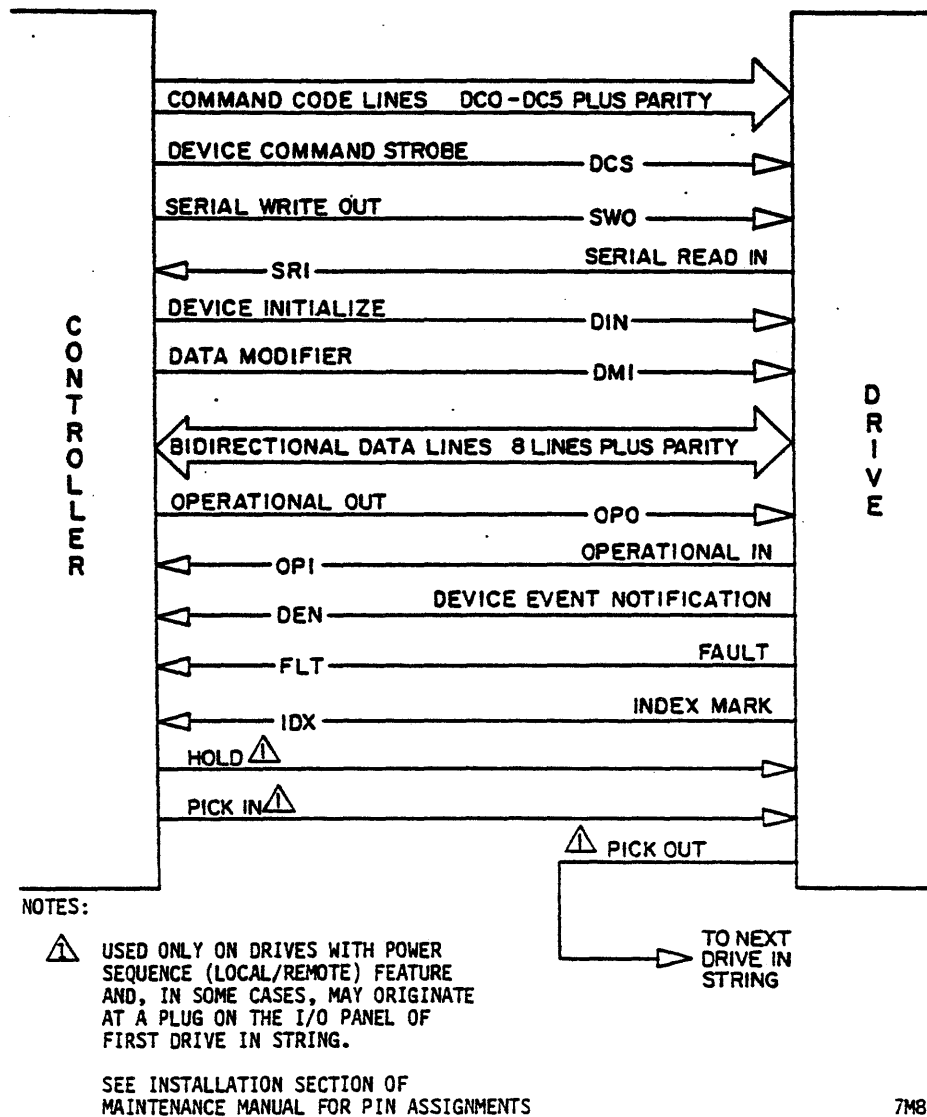 COMMAND CODE LINES DC0-DC5 PLUS PARITY
DEVICE COMMAND STROBE DCS
SERIAL WRITE OUT SWO
SRI SERIAL READ IN
DEVICE INITIALIZE DIN
DATA MODIFIER DMI
CONTROLLER
DRIVE
BIDIRECTIONAL DATA LINES 8 LINES PLUS PARITY
OPERATIONAL OUT OPO
OPI OPERATIONAL IN
DEN DEVICE EVENT NOTIFICATION
FLT FAULT
IDX INDEX MARK
HOLD 1
PICK IN 1
1 PICK OUT
TO NEXT
DRIVE IN
STRING
NOTES:
1 USED ONLY ON DRIVES WITH POWER
SEQUENCE (LOCAL/REMOTE) FEATURE
AND, IN SOME CASES, MAY ORIGINATE
AT A PLUG ON THE I/O PANEL OF
FIRST DRIVE IN STRING.
SEE INSTALLATION SECTION OF
MAINTENANCE MANUAL FOR PIN ASSIGNMENTS
7M8